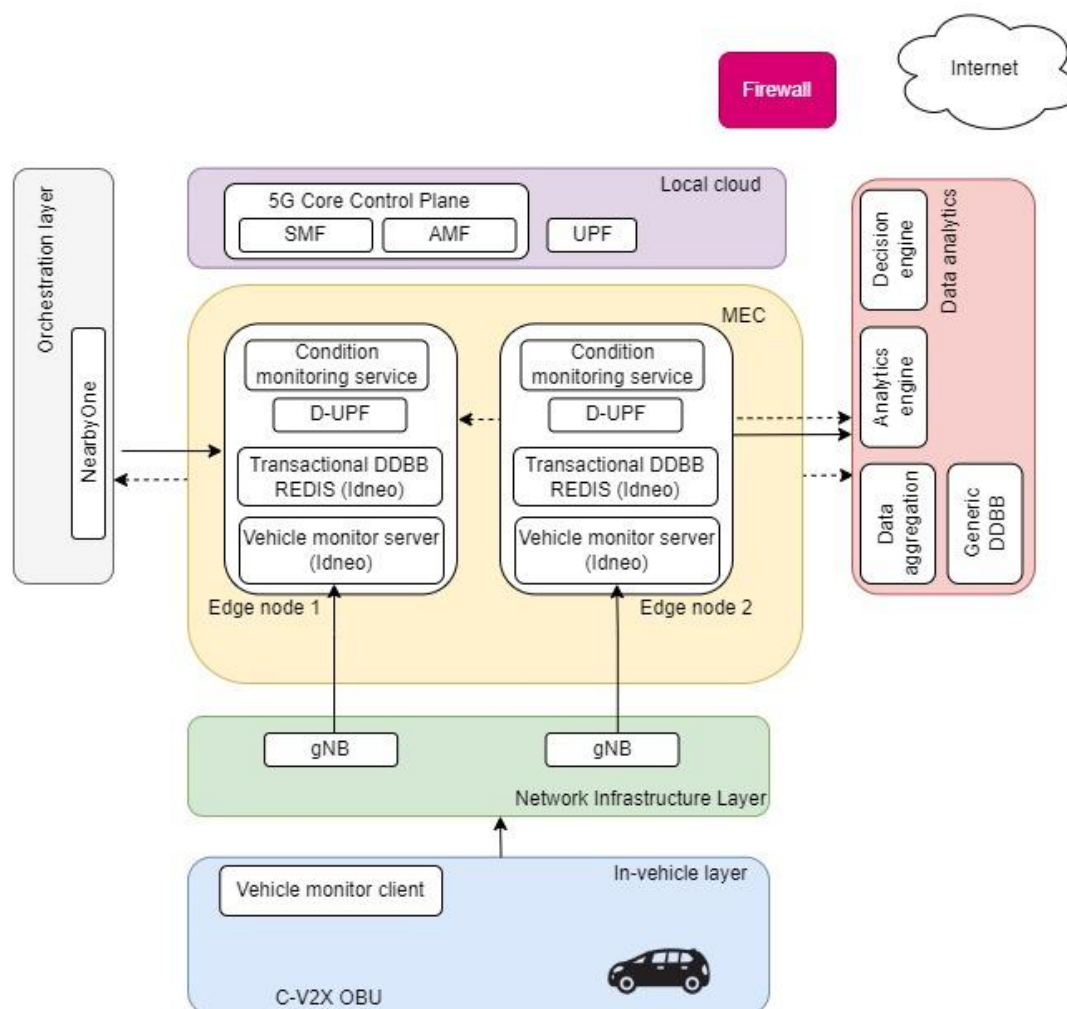 Internet
Firewall
Orchestration layer
NearbyOne
Local cloud
5G Core Control Plane
SMF
AMF
UPF
MEC
Condition
monitoring service
D-UPF
Transactional DDBB
REDIS (Idneo)
Vehicle monitor server
(Idneo)
Edge node 1
Condition
monitoring service
D-UPF
Transactional DDBB
REDIS (Idneo)
Vehicle monitor server
(Idneo)
Edge node 2
Decision
engine
Data analytics
Analytics
engine
Data
aggregation
Generic
DDBB
gNB
gNB
Network Infrastructure Layer
In-vehicle layer
Vehicle monitor client
C-V2X OBU